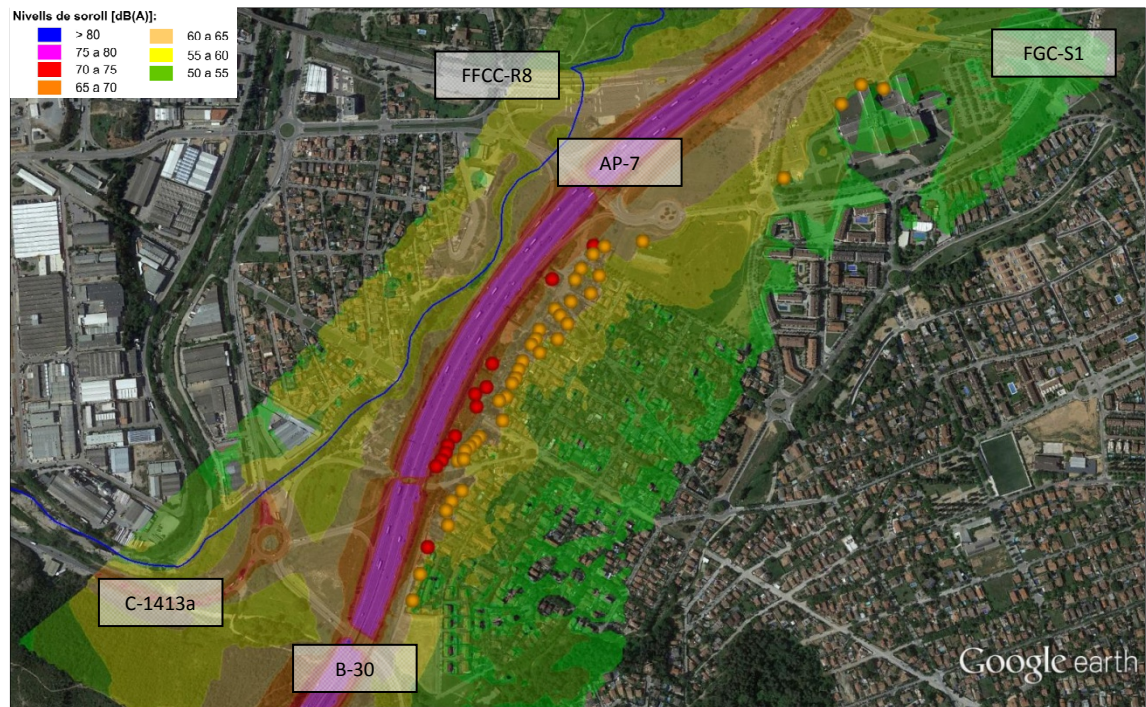 Nivells de soroll [dB(A)]:
> 80
75 a 80
70 a 75
65 a 70
60 a 65
55 a 60
50 a 55
FFCC-R8
FGC-S1
AP-7
C-1413a
B-30
Google earth